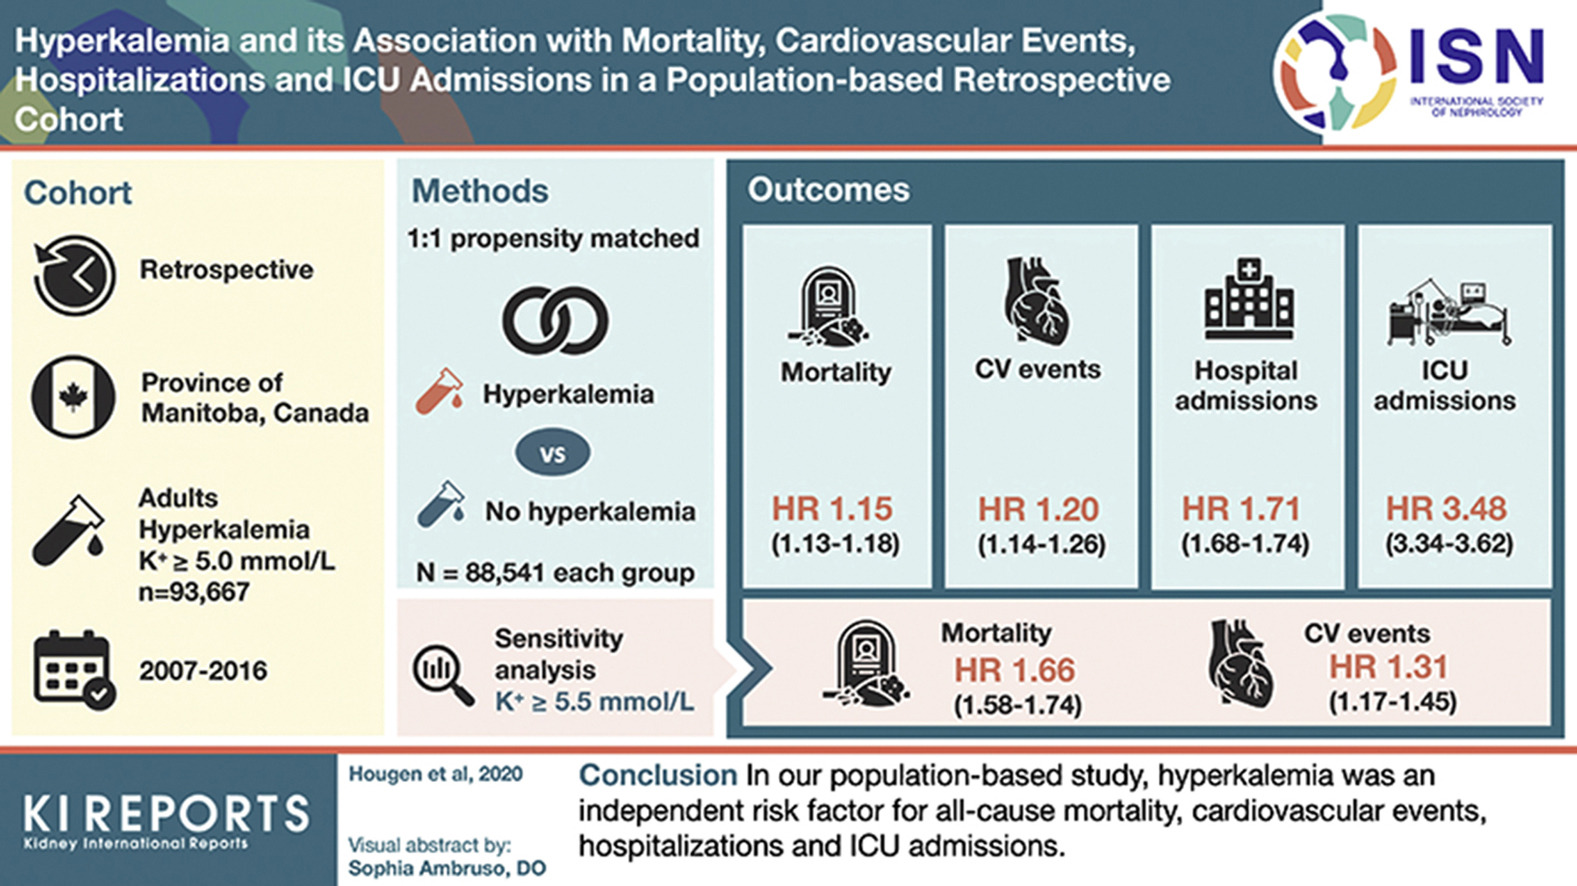 Hyperkalemia and its Association with Mortality, Cardiovascular Events,
Hospitalizations and ICU Admissions in a Population-based Retrospective
Cohort
ISN
INTERNATIONAL SOCIETY
OF NEPHROLOGY
Cohort
Retrospective
Province of
Manitoba, Canada
Adults
Hyperkalemia
K⁺ ≥ 5.0 mmol/L
n=93,667
2007-2016
Methods
1:1 propensity matched
Hyperkalemia
vs
No hyperkalemia
N = 88,541 each group
Sensitivity
analysis
K⁺ ≥ 5.5 mmol/L
Outcomes
Mortality
HR 1.15
(1.13-1.18)
CV events
HR 1.20
(1.14-1.26)
Hospital
admissions
HR 1.71
(1.68-1.74)
ICU
admissions
HR 3.48
(3.34-3.62)
Mortality
HR 1.66
(1.58-1.74)
CV events
HR 1.31
(1.17-1.45)
KI REPORTS
Kidney International Reports
Hougen et al, 2020
Visual abstract by:
Sophia Ambruso, DO
Conclusion In our population-based study, hyperkalemia was an
independent risk factor for all-cause mortality, cardiovascular events,
hospitalizations and ICU admissions.